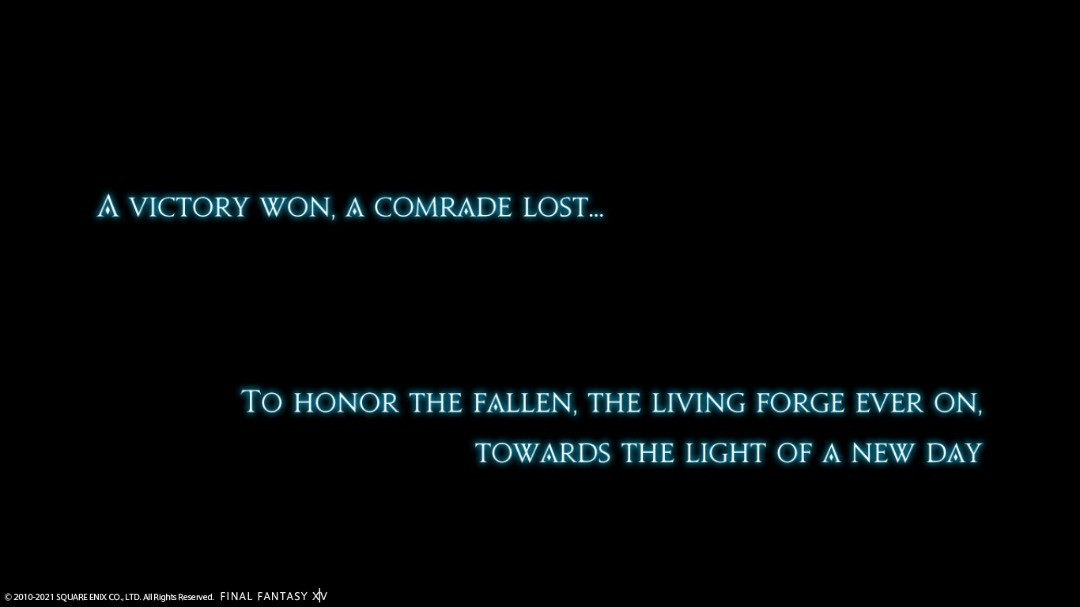 A VICTORY WON, A COMRADE LOST...
TO HONOR THE FALLEN, THE LIVING FORGE EVER ON,
TOWARDS THE LIGHT OF A NEW DAY
© 2010-2021 SQUARE ENIX CO., LTD. All Rights Reserved. FINAL FANTASY XIV